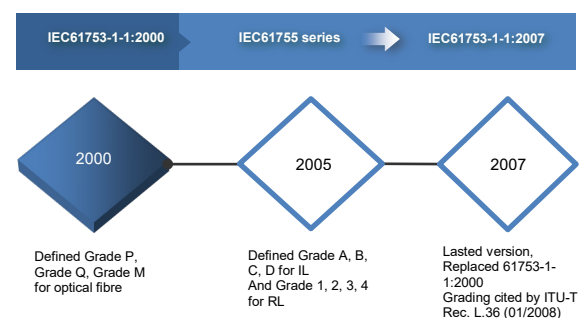 IEC61753-1-1:2000
IEC61755 series
IEC61753-1-1:2007
2000
2005
2007
Defined Grade P,
Grade Q, Grade M
for optical fibre
Defined Grade A, B,
C, D for IL
And Grade 1, 2, 3, 4
for RL
Lasted version,
Replaced 61753-1-
1:2000
Grading cited by ITU-T
Rec. L.36 (01/2008)